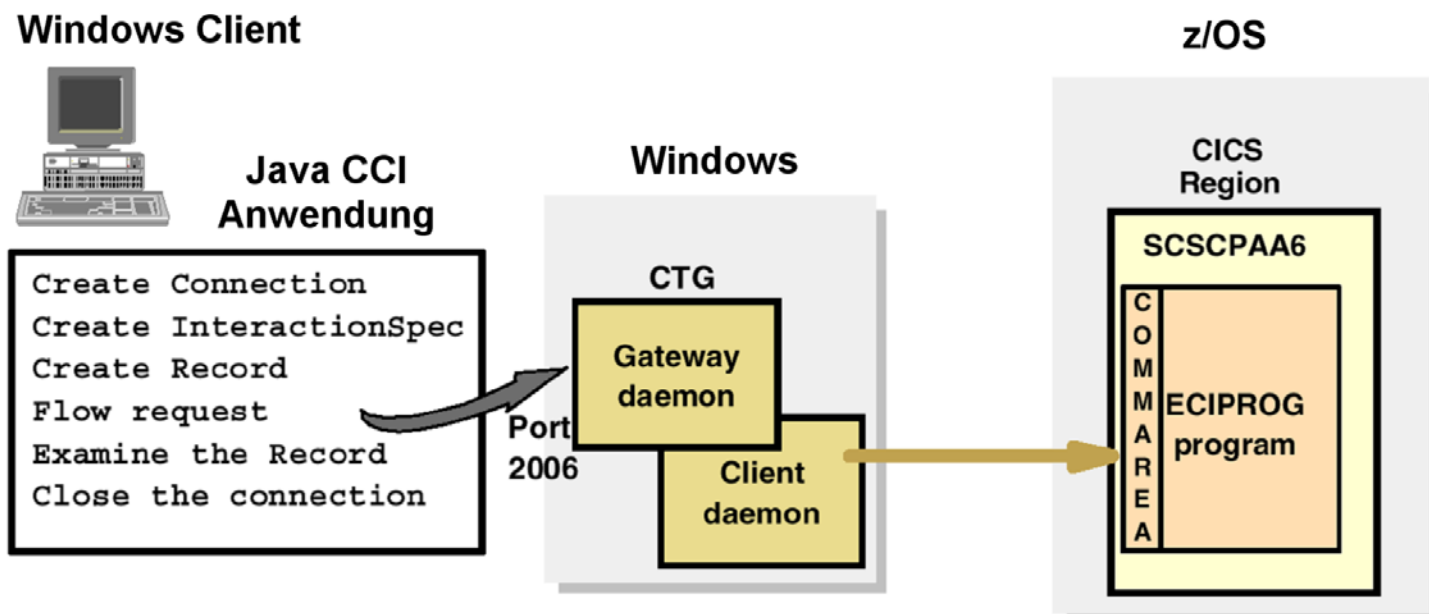 Windows Client
Java CCI
Anwendung
Create Connection
Create InteractionSpec
Create Record
Flow request
Examine the Record
Close the connection
Windows
CTG
Gateway
daemon
Port
2006
Client
daemon
z/OS
CICS
Region
SCSCPAA6
COMMAREA
ECIPROG
program